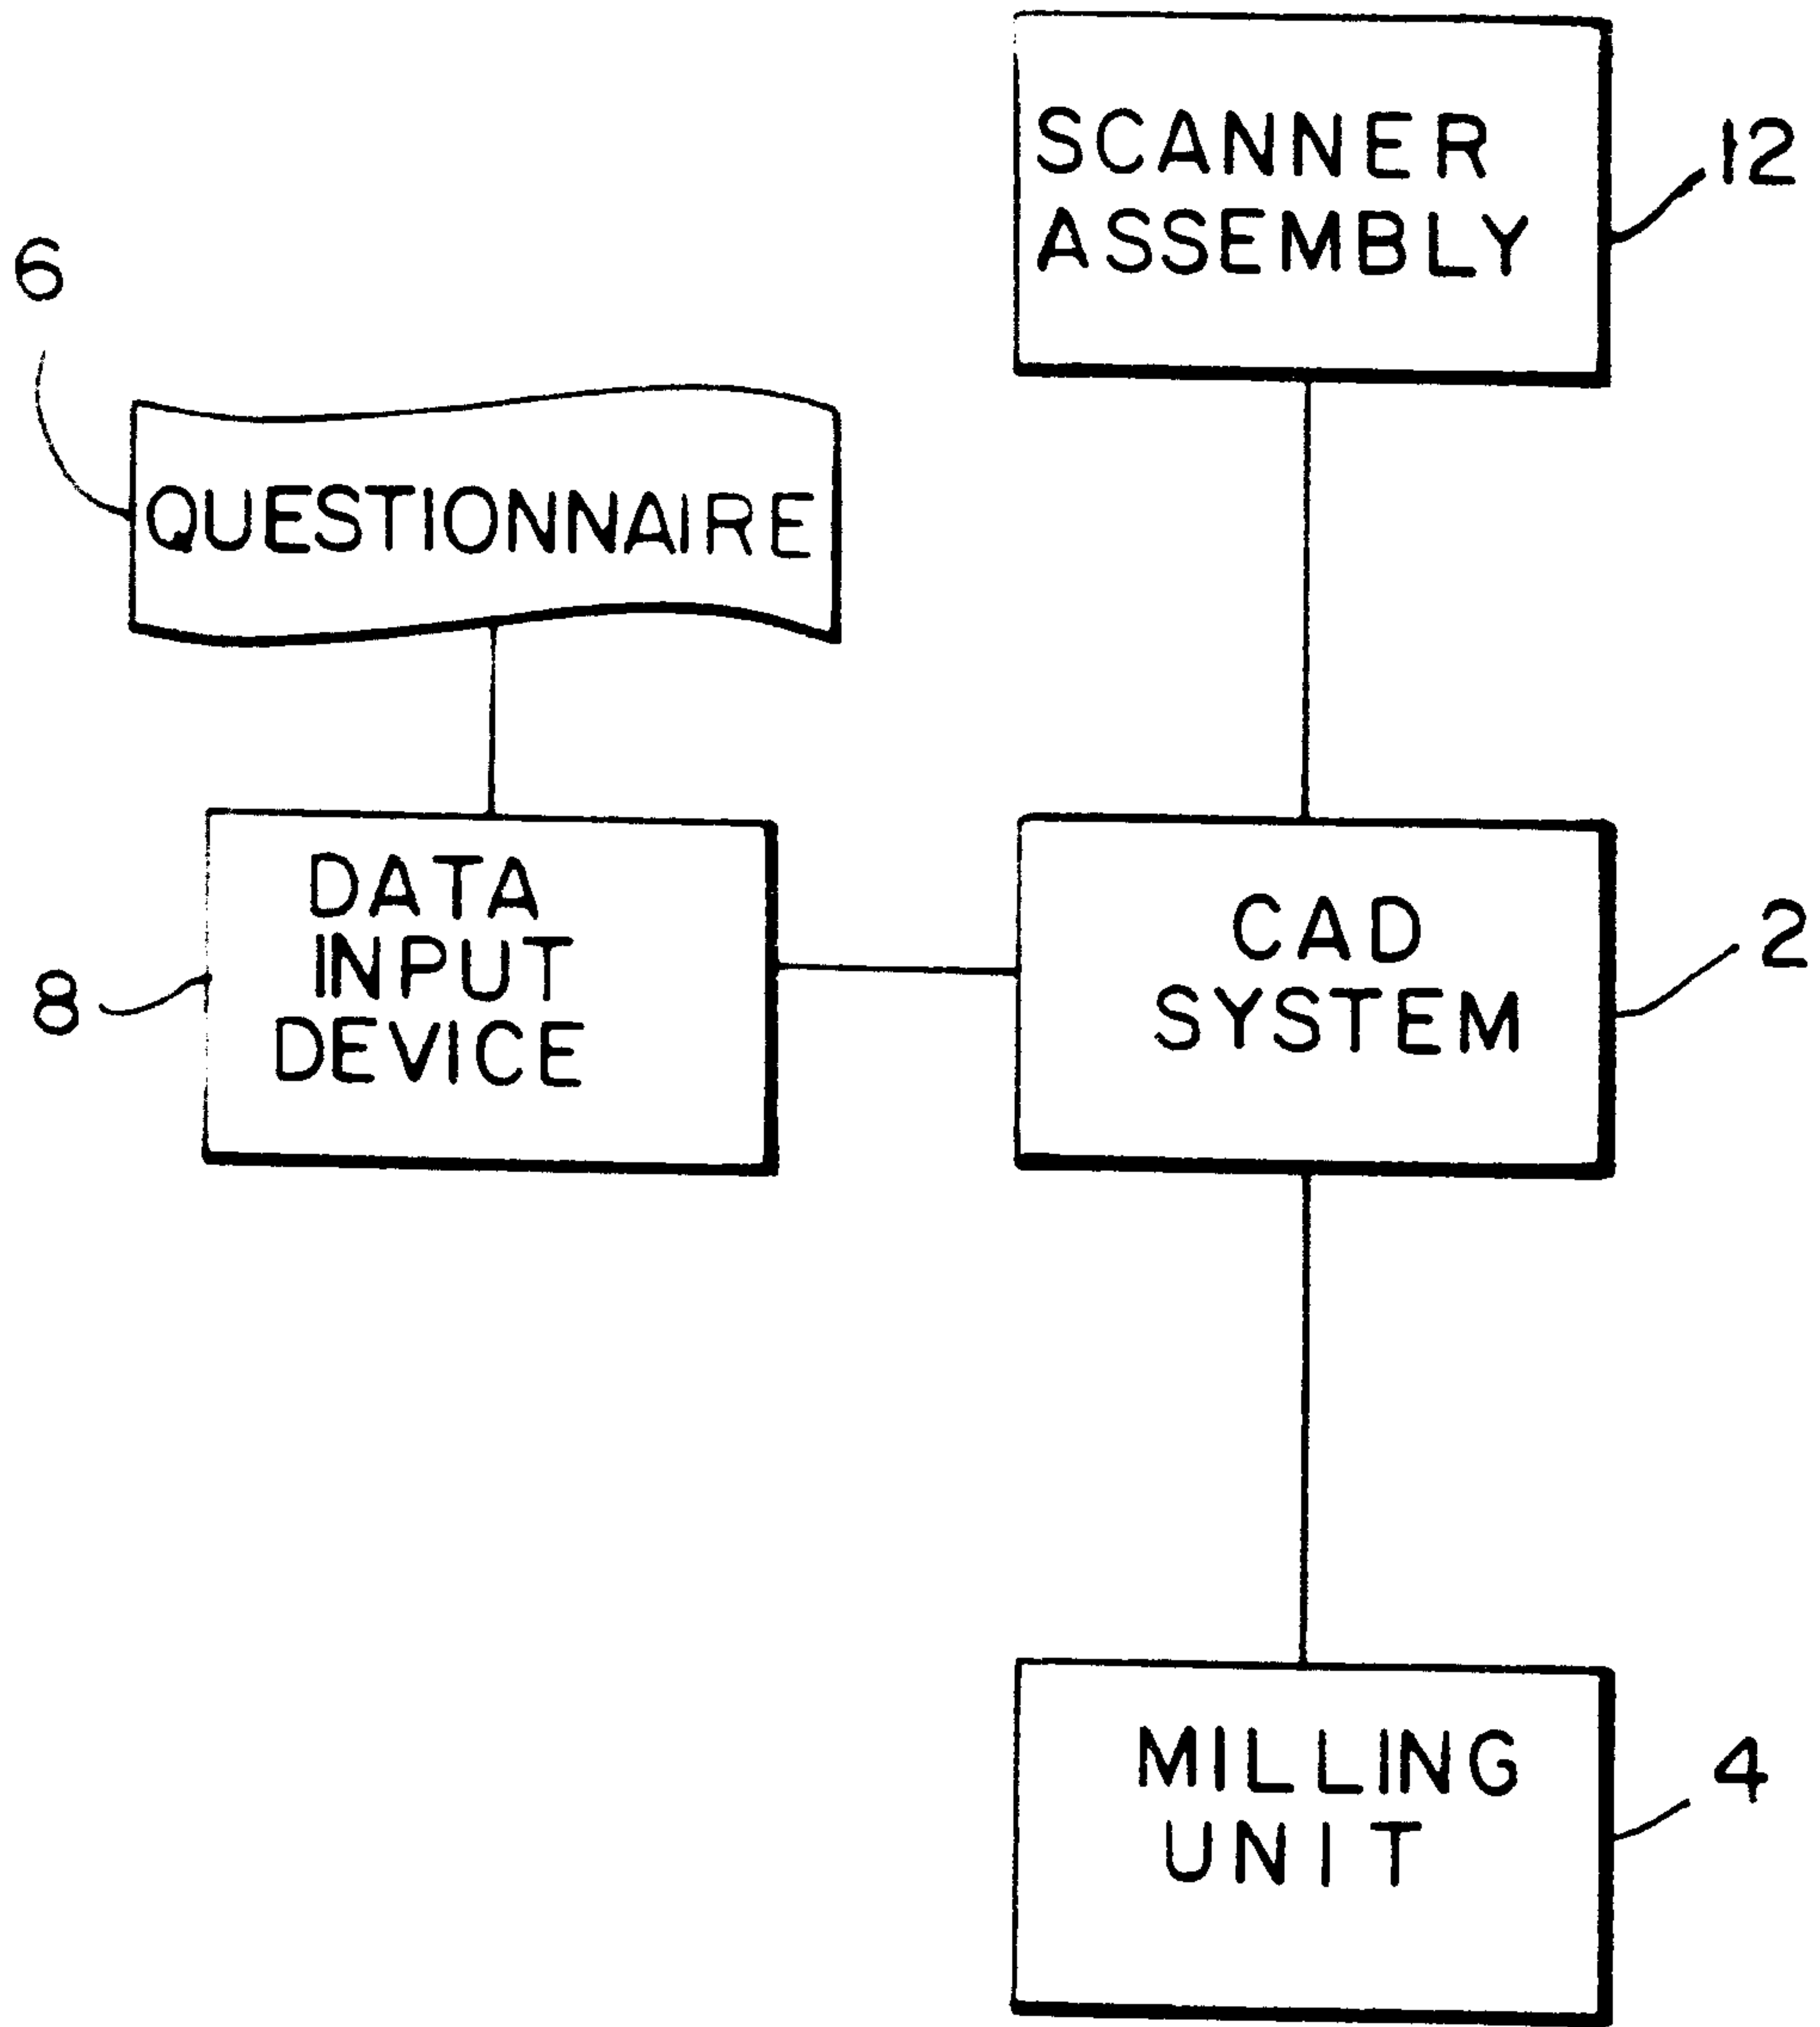 SCANNER
ASSEMBLY
12
6
QUESTIONNAIRE
DATA
INPUT
DEVICE
8
CAD
SYSTEM
2
MILLING
UNIT
4